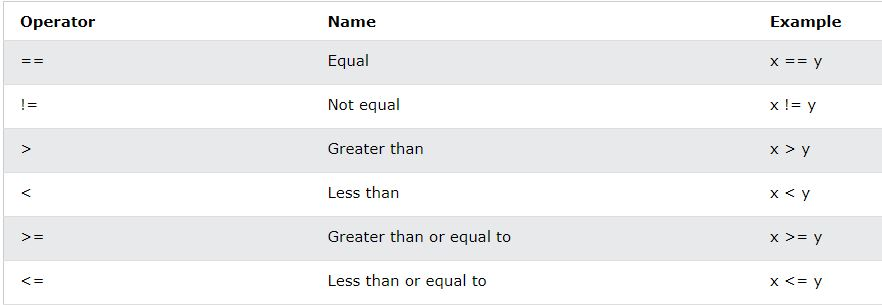 Operator Name Example
== Equal x == y
!= Not equal x != y
> Greater than x > y
< Less than x < y
>= Greater than or equal to x >= y
<= Less than or equal to x <= y